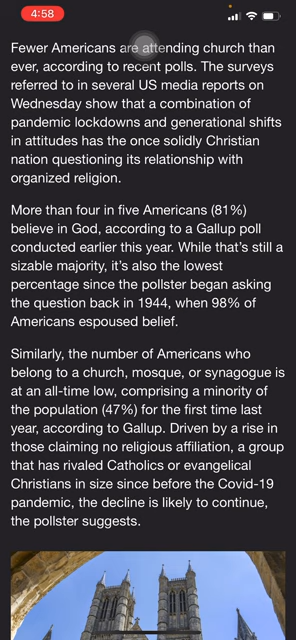 4:58
Fewer Americans are attending church than
ever, according to recent polls. The surveys
referred to in several US media reports on
Wednesday show that a combination of
pandemic lockdowns and generational shifts
in attitudes has the once solidly Christian
nation questioning its relationship with
organized religion.
More than four in five Americans (81%)
believe in God, according to a Gallup poll
conducted earlier this year. While that’s still a
sizable majority, it’s also the lowest
percentage since the pollster began asking
the question back in 1944, when 98% of
Americans espoused belief.
Similarly, the number of Americans who
belong to a church, mosque, or synagogue is
at an all-time low, comprising a minority of
the population (47%) for the first time last
year, according to Gallup. Driven by a rise in
those claiming no religious affiliation, a group
that has rivaled Catholics or evangelical
Christians in size since before the Covid-19
pandemic, the decline is likely to continue,
the pollster suggests.